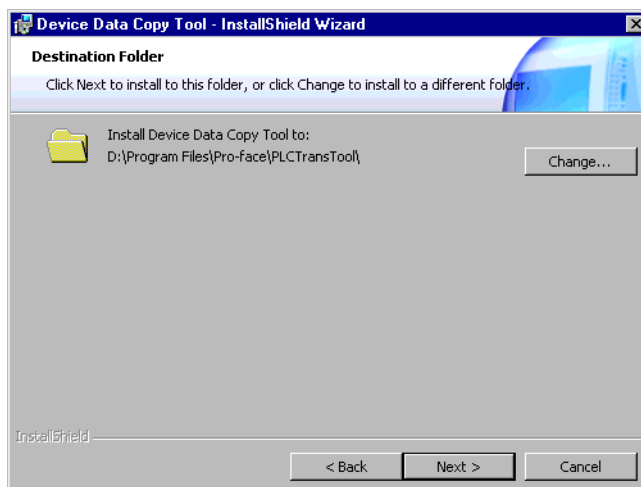 Device Data Copy Tool - InstallShield Wizard
Destination Folder
Click Next to install to this folder, or click Change to install to a different folder.
Install Device Data Copy Tool to:
D:\Program Files\Pro-face\PLCTransTool\
Change...
InstallShield
< Back
Next >
Cancel